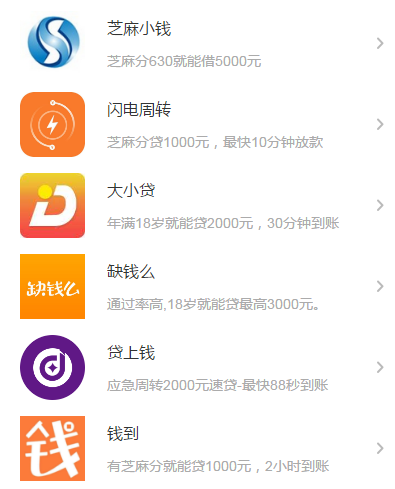 芝麻小钱
芝麻分630就能借5000元
闪电周转
芝麻分贷1000元，最快10分钟放款
大小贷
年满18岁就能贷2000元，30分钟到账
缺钱么
缺钱么
通过率高,18岁就能贷最高3000元。
贷上钱
应急周转2000元速贷-最快88秒到账
钱
钱到
有芝麻分就能贷1000元，2小时到账